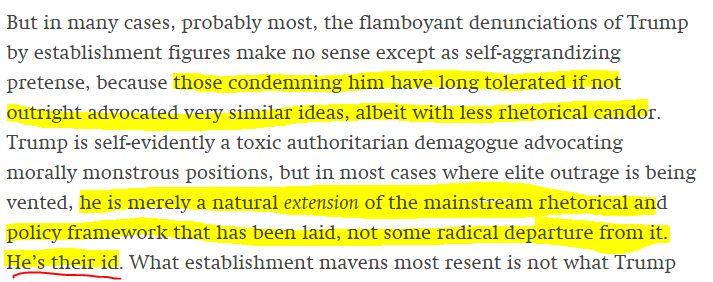 But in many cases, probably most, the flamboyant denunciations of Trump
by establishment figures make no sense except as self-aggrandizing
pretense, because those condemning him have long tolerated if not
outright advocated very similar ideas, albeit with less rhetorical candor.
Trump is self-evidently a toxic authoritarian demagogue advocating
morally monstrous positions, but in most cases where elite outrage is being
vented, he is merely a natural extension of the mainstream rhetorical and
policy framework that has been laid, not some radical departure from it.
He's their id. What establishment mavens most resent is not what Trump